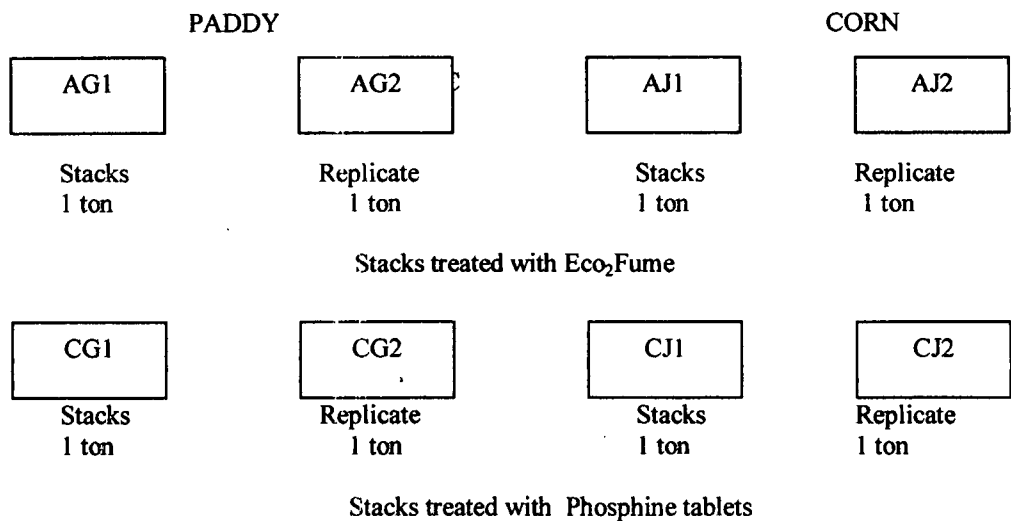 PADDY CORN
AG1 AG2 AJ1 AJ2
Stacks Replicate Stacks Replicate
1 ton 1 ton 1 ton 1 ton
Stacks treated with Eco₂Fume
CG1 CG2 CJ1 CJ2
Stacks Replicate Stacks Replicate
1 ton 1 ton 1 ton 1 ton
Stacks treated with Phosphine tablets